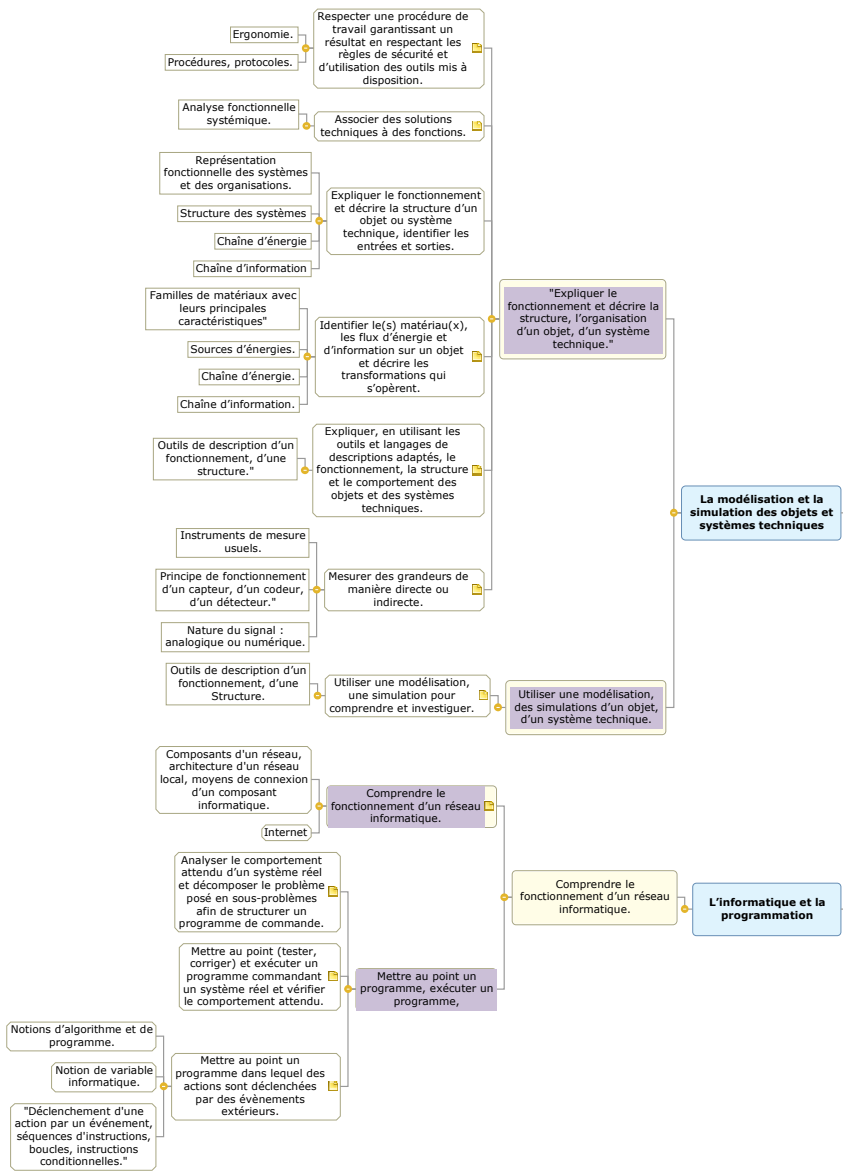 Respecter une procédure de
travail garantissant un
résultat en respectant les
règles de sécurité et
d’utilisation des outils mis à
disposition.
Ergonomie.
Procédures, protocoles.
Associer des solutions
techniques à des fonctions.
Analyse fonctionnelle
systémique.
Expliquer le fonctionnement
et décrire la structure d’un
objet ou système
technique, identifier les
entrées et sorties.
Représentation
fonctionnelle des systèmes
et des organisations.
Structure des systèmes
Chaîne d’énergie
Chaîne d’information
"Expliquer le
fonctionnement et décrire la
structure, l’organisation
d’un objet, d’un système
technique."
Identifier le(s) matériau(x),
les flux d’énergie et
d’information sur un objet
et décrire les
transformations qui
s’opèrent.
Familles de matériaux avec
leurs principales
caractéristiques"
Sources d’énergies.
Chaîne d’énergie.
Chaîne d’information.
Expliquer, en utilisant les
outils et langages de
descriptions adaptés, le
fonctionnement, la structure
et le comportement des
objets et des systèmes
techniques.
Outils de description d’un
fonctionnement, d’une
structure."
La modélisation et la
simulation des objets et
systèmes techniques
Mesurer des grandeurs de
manière directe ou
indirecte.
Instruments de mesure
usuels.
Principe de fonctionnement
d’un capteur, d’un codeur,
d’un détecteur."
Nature du signal :
analogique ou numérique.
Utiliser une modélisation,
des simulations d’un objet,
d’un système technique.
Utiliser une modélisation,
une simulation pour
comprendre et investiguer.
Outils de description d’un
fonctionnement, d’une
Structure.
Comprendre le
fonctionnement d’un réseau
informatique.
Composants d'un réseau,
architecture d'un réseau
local, moyens de connexion
d’un composant
informatique.
Internet
L’informatique et la
programmation
Comprendre le
fonctionnement d’un réseau
informatique.
Mettre au point un
programme, exécuter un
programme,
Analyser le comportement
attendu d’un système réel
et décomposer le problème
posé en sous-problèmes
afin de structurer un
programme de commande.
Mettre au point (tester,
corriger) et exécuter un
programme commandant
un système réel et vérifier
le comportement attendu.
Mettre au point un
programme dans lequel des
actions sont déclenchées
par des évènements
extérieurs.
Notions d’algorithme et de
programme.
Notion de variable
informatique.
"Déclenchement d'une
action par un événement,
séquences d'instructions,
boucles, instructions
conditionnelles."